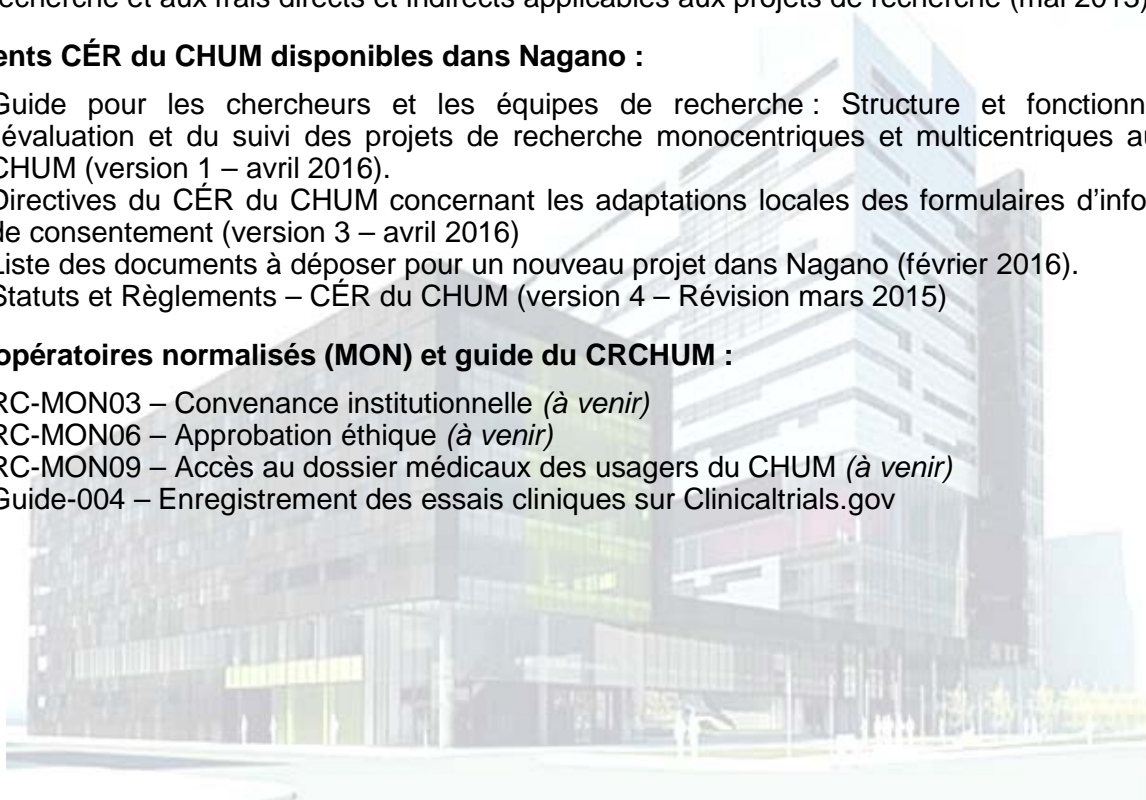 recherche et aux frais directs et indirects applicables aux projets de recherche (mai 2015)
ents CÉR du CHUM disponibles dans Nagano :
Guide pour les chercheurs et les équipes de recherche : Structure et fonctionn
évaluation et du suivi des projets de recherche monocentriques et multicentriques au
CHUM (version 1 – avril 2016).
Directives du CÉR du CHUM concernant les adaptations locales des formulaires d'info
de consentement (version 3 – avril 2016)
Liste des documents à déposer pour un nouveau projet dans Nagano (février 2016).
Statuts et Règlements – CÉR du CHUM (version 4 – Révision mars 2015)
opératoires normalisés (MON) et guide du CRCHUM :
RC-MON03 – Convenance institutionnelle (à venir)
RC-MON06 – Approbation éthique (à venir)
RC-MON09 – Accès au dossier médicaux des usagers du CHUM (à venir)
Guide-004 – Enregistrement des essais cliniques sur Clinicaltrials.gov